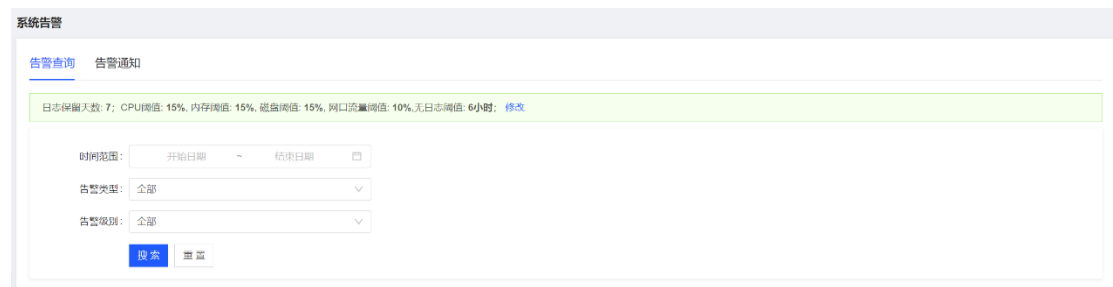 系统告警
告警查询 告警通知
日志保留天数: 7; CPU阈值: 15%, 内存阈值: 15%, 磁盘阈值: 15%, 网口流量阈值: 10%,无日志阈值: 6小时; 修改
时间范围: 开始日期 ~ 结束日期
告警类型: 全部
告警级别: 全部
搜索 重置